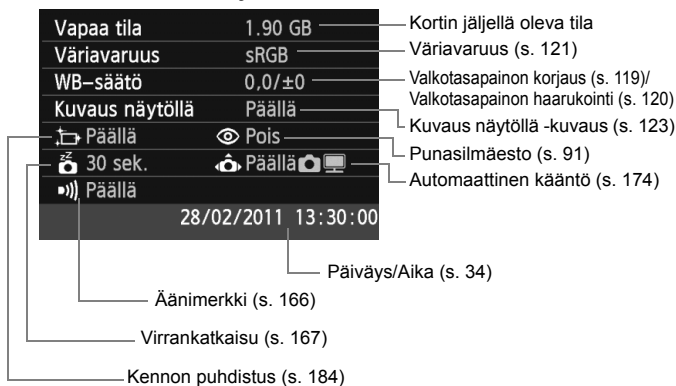 Vapaa tila 1.90 GB
Kortin jäljellä oleva tila
Väriavaruus sRGB
Väriavaruus (s. 121)
WB–säätö 0,0/±0
Valkotasapainon korjaus (s. 119)/
Valkotasapainon haarukointi (s. 120)
Kuvaus näytöllä Päällä
Kuvaus näytöllä -kuvaus (s. 123)
Päällä Pois
Punasilmäesto (s. 91)
30 sek. Päällä
Automaattinen kääntö (s. 174)
Päällä
28/02/2011 13:30:00
Päiväys/Aika (s. 34)
Äänimerkki (s. 166)
Virrankatkaisu (s. 167)
Kennon puhdistus (s. 184)